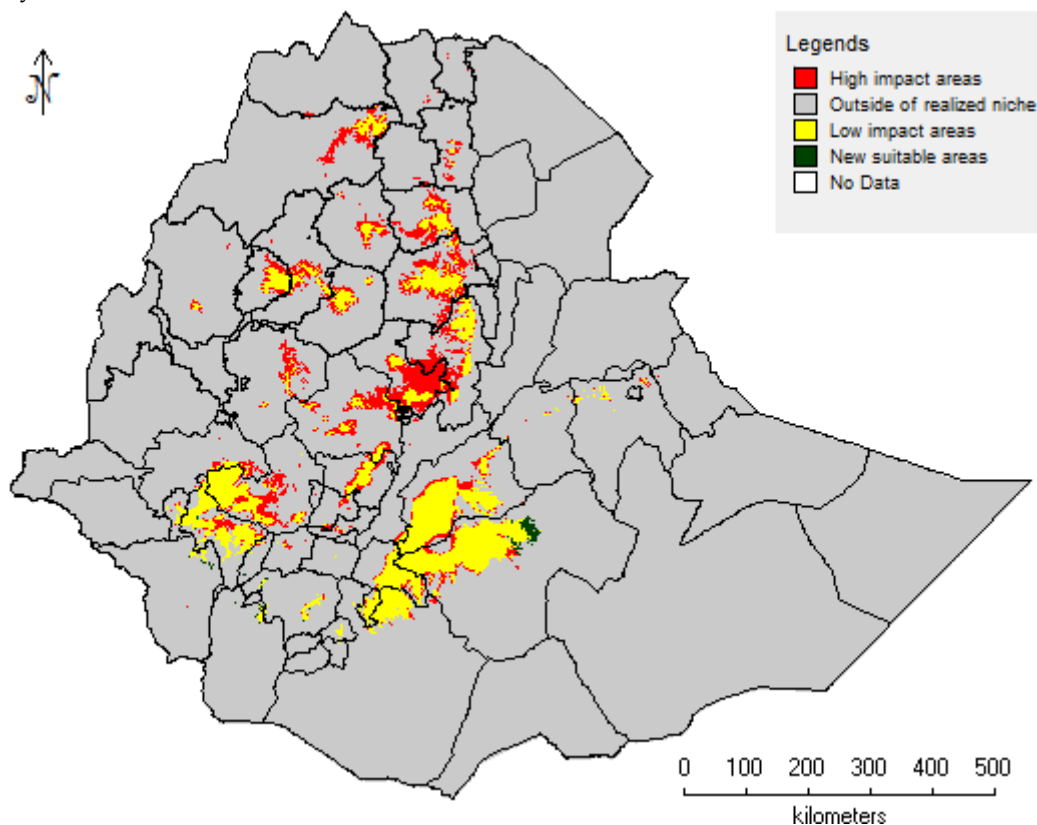 N
Legends
High impact areas
Outside of realized niche
Low impact areas
New suitable areas
No Data
0 100 200 300 400 500
kilometers